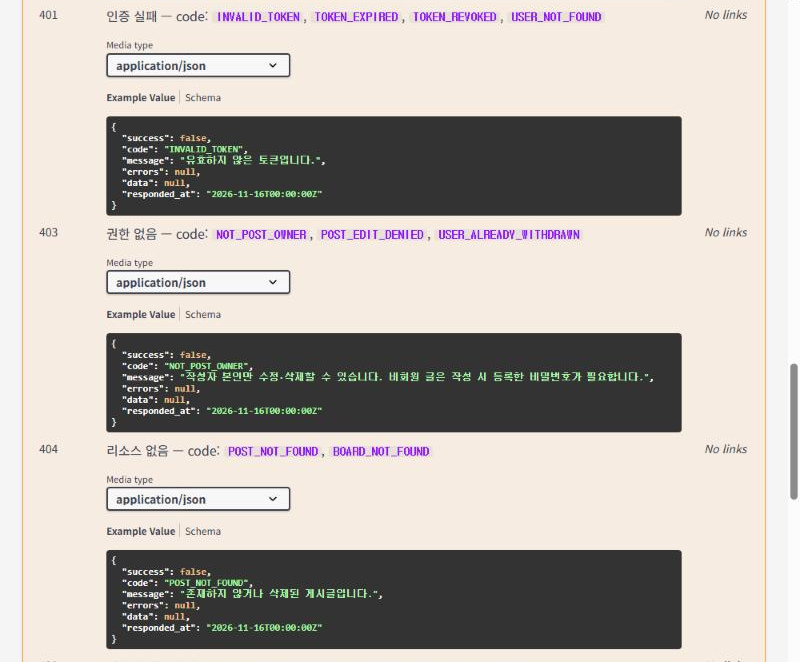 401 인증 실패 — code: INVALID_TOKEN, TOKEN_EXPIRED, TOKEN_REVOKED, USER_NOT_FOUND No links
Media type
application/json
Example Value Schema
{
"success": false,
"code": "INVALID_TOKEN",
"message": "유효하지 않은 토큰입니다.",
"errors": null,
"data": null,
"responded_at": "2026-11-16T00:00:00Z"
}
403 권한 없음 — code: NOT_POST_OWNER, POST_EDIT_DENIED, USER_ALREADY_WITHDRAWN No links
Media type
application/json
Example Value Schema
{
"success": false,
"code": "NOT_POST_OWNER",
"message": "작성자 본인만 수정·삭제할 수 있습니다. 비회원 글은 작성 시 등록한 비밀번호가 필요합니다.",
"errors": null,
"data": null,
"responded_at": "2026-11-16T00:00:00Z"
}
404 리소스 없음 — code: POST_NOT_FOUND, BOARD_NOT_FOUND No links
Media type
application/json
Example Value Schema
{
"success": false,
"code": "POST_NOT_FOUND",
"message": "존재하지 않거나 삭제된 게시글입니다.",
"errors": null,
"data": null,
"responded_at": "2026-11-16T00:00:00Z"
}